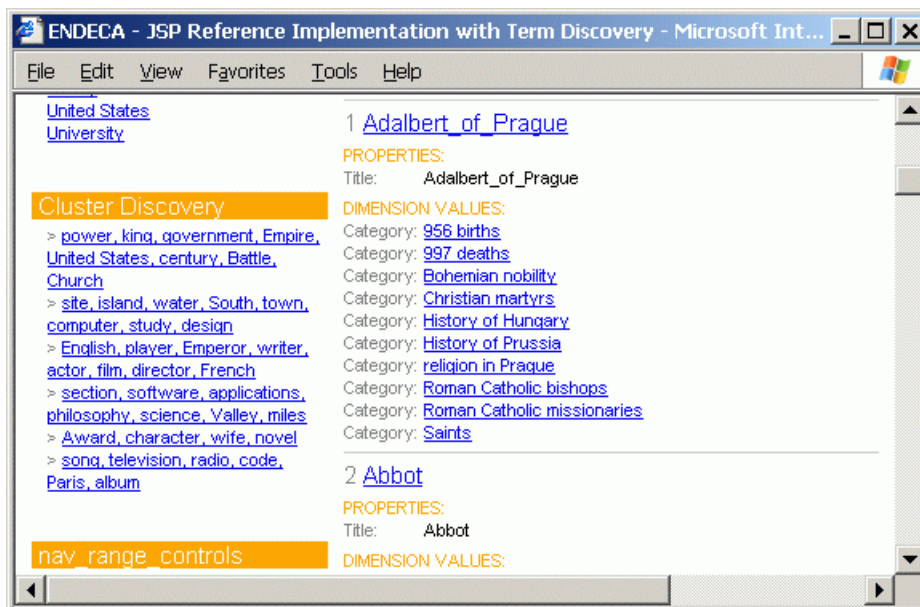 ENDECA - JSP Reference Implementation with Term Discovery - Microsoft Int...
File Edit View Favorites Tools Help
United States
University
Cluster Discovery
> power, king, government, Empire,
United States, century, Battle,
Church
> site, island, water, South, town,
computer, study, design
> English, player, Emperor, writer,
actor, film, director, French
> section, software, applications,
philosophy, science, Valley, miles
> Award, character, wife, novel
> song, television, radio, code,
Paris, album
nav_range_controls
1 Adalbert_of_Prague
PROPERTIES:
Title: Adalbert_of_Prague
DIMENSION VALUES:
Category: 956 births
Category: 997 deaths
Category: Bohemian nobility
Category: Christian martyrs
Category: History of Hungary
Category: History of Prussia
Category: religion in Prague
Category: Roman Catholic bishops
Category: Roman Catholic missionaries
Category: Saints
2 Abbot
PROPERTIES:
Title: Abbot
DIMENSION VALUES: